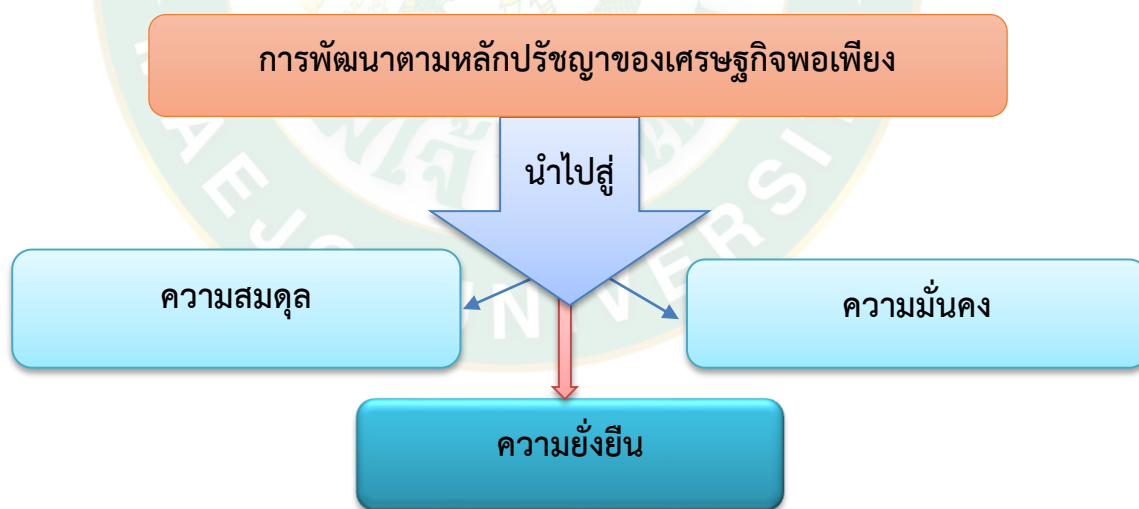 การพัฒนาตามหลักปรัชญาของเศรษฐกิจพอเพียง
นำไปสู่
ความสมดุล
ความมั่นคง
ความยั่งยืน